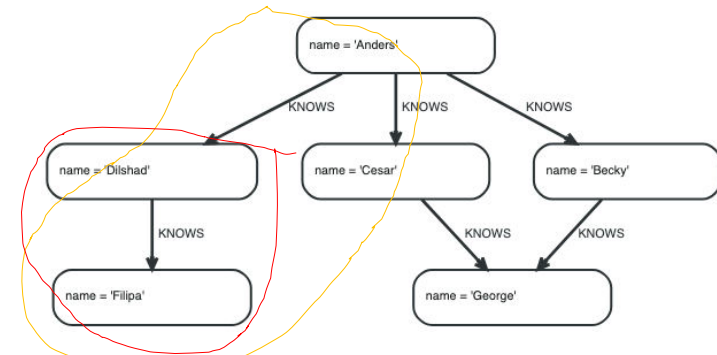 name = 'Anders'
KNOWS
KNOWS
KNOWS
name = 'Dilshad'
name = 'Cesar'
name = 'Becky'
KNOWS
KNOWS
KNOWS
name = 'Filipa'
name = 'George'